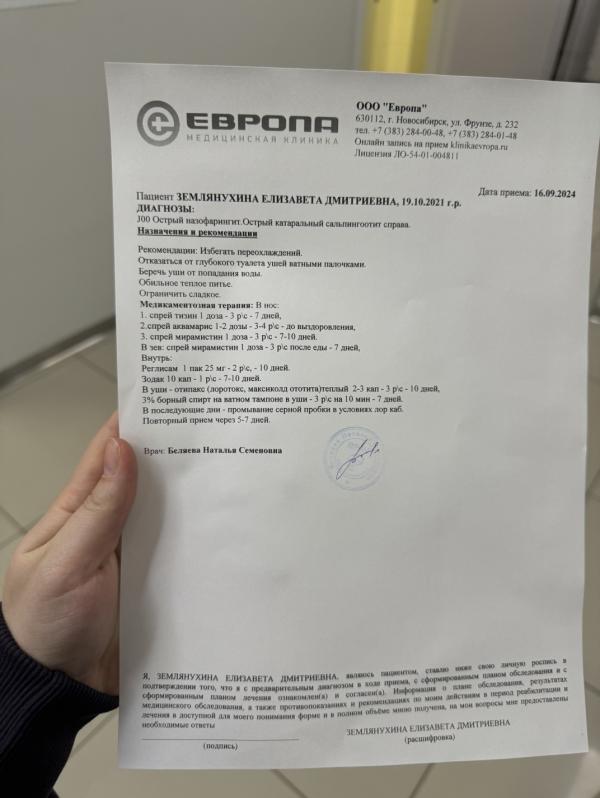 ЕВРОПА
МЕДИЦИНСКАЯ КЛИНИКА
ООО "Европа"
630112, г. Новосибирск, ул. Фрунзе, д. 232
тел. +7 (383) 284-00-48, +7 (383) 284-01-48
Онлайн запись на прием klinikaevropa.ru
Лицензия ЛО-54-01-004811
Дата приема: 16.09.2024
Пациент ЗЕМЛЯНУХИНА ЕЛИЗАВЕТА ДМИТРИЕВНА, 19.10.2021 г.р.
ДИАГНОЗЫ:
J00 Острый назофарингит.Острый катаральный сальпингоотит справа.
Назначения и рекомендации
Рекомендации: Избегать переохлаждений.
Отказаться от глубокого туалета ушей ватными палочками.
Беречь уши от попадания воды.
Обильное теплое питье.
Ограничить сладкое.
Медикаментозная терапия: В нос:
1. спрей тизин 1 доза - 3 р\с - 7 дней,
2.спрей аквамарис 1-2 дозы - 3-4 р\с - до выздоровления,
3. спрей мирамистин 1 доза - 3 р\с - 7-10 дней.
В зев: спрей мирамистин 1 доза - 3 р\с после еды - 7 дней,
Внутрь:
Реглисам 1 пак 25 мг - 2 р\с, - 10 дней.
Зодак 10 кап - 1 р\с - 7-10 дней.
В уши - отипакс (лоротокс, максиколд ототита)теплый 2-3 кап - 3 р\с - 10 дней,
3% борный спирт на ватном тампоне в уши - 3 р\с на 10 мин - 7 дней.
В последующие дни - промывание серной пробки в условиях лор каб.
Повторный прием через 5-7 дней.
Врач: Беляева Наталья Семеновна
Я, ЗЕМЛЯНУХИНА ЕЛИЗАВЕТА ДМИТРИЕВНА, являюсь пациентом, ставлю ниже свою личную роспись в
подтверждении того, что я с предварительным диагнозом в ходе приема, с сформированным планом обследования и с
сформированным планом лечения ознакомлен(а) и согласен(а). Информация о плане обследования, результатах
медицинского обследования, а также противопоказаниях и рекомендациях по моим действиям в период реабилитации и
лечения в доступной для моего понимания форме и в полном объёме мною получена, на мои вопросы мне предоставлены
необходимые ответы
ЗЕМЛЯНУХИНА ЕЛИЗАВЕТА ДМИТРИЕВНА
(подпись)
(расшифровка)